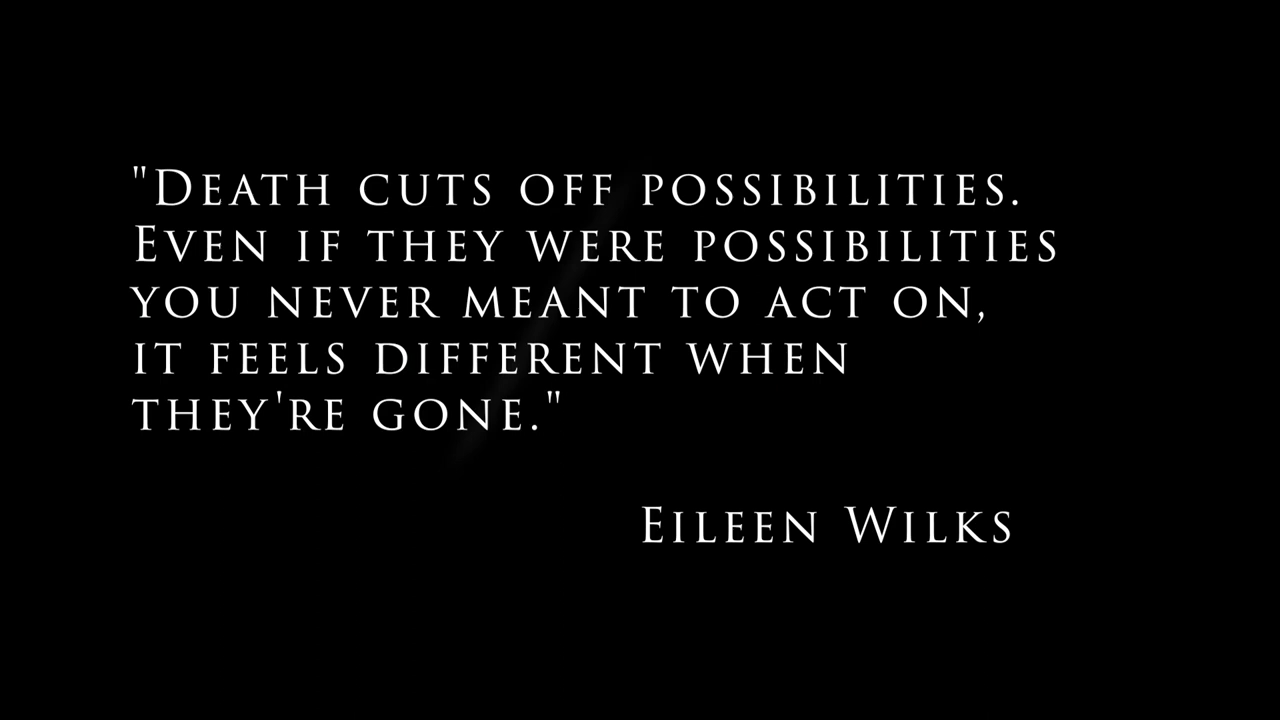 "Death cuts off possibilities.
Even if they were possibilities
you never meant to act on,
it feels different when
they're gone."
Eileen Wilks